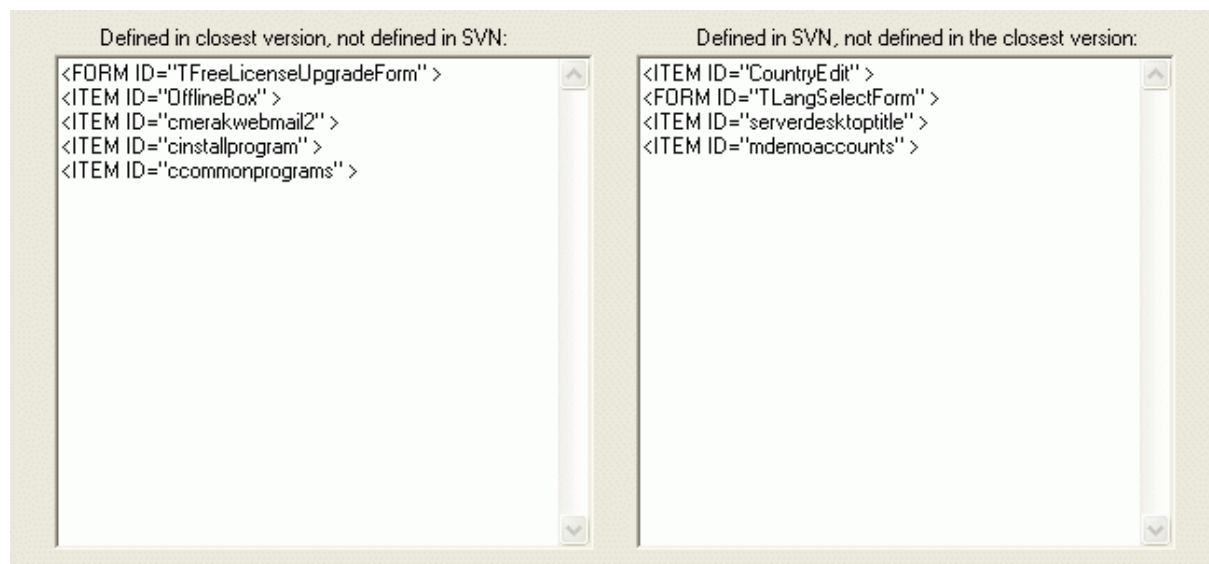 Defined in closest version, not defined in SVN:
<FORM ID="TFreeLicenseUpgradeForm" >
<ITEM ID="OfflineBox" >
<ITEM ID="cmerakwebmail2" >
<ITEM ID="cinstallprogram" >
<ITEM ID="ccommonprograms" >
Defined in SVN, not defined in the closest version:
<ITEM ID="CountryEdit" >
<FORM ID="TLangSelectForm" >
<ITEM ID="serverdesktoptitle" >
<ITEM ID="mdemoaccounts" >